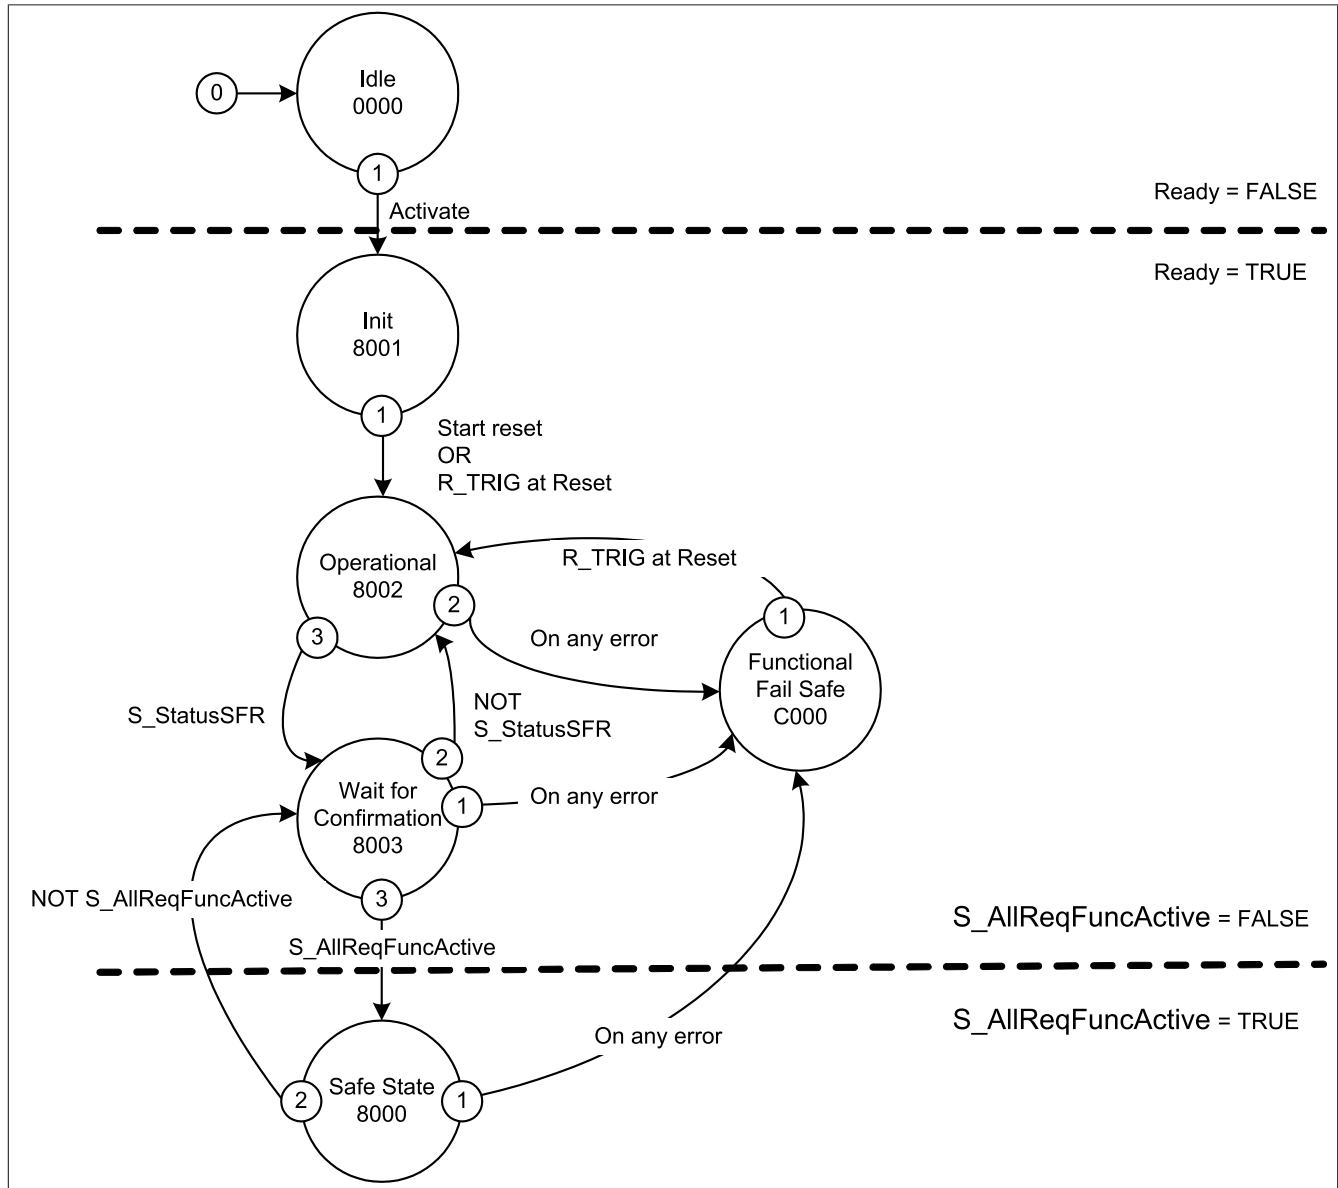 Idle
0000
0
1
Activate
Ready = FALSE
Ready = TRUE
Init
8001
1
Start reset
OR
R_TRIG at Reset
Operational
8002
2
3
R_TRIG at Reset
1
On any error
Functional
Fail Safe
C000
S_StatusSFR
NOT
S_StatusSFR
2
1
Wait for
Confirmation
8003
On any error
3
NOT S_AllReqFuncActive
S_AllReqFuncActive
S_AllReqFuncActive = FALSE
S_AllReqFuncActive = TRUE
On any error
2
Safe State
8000
1